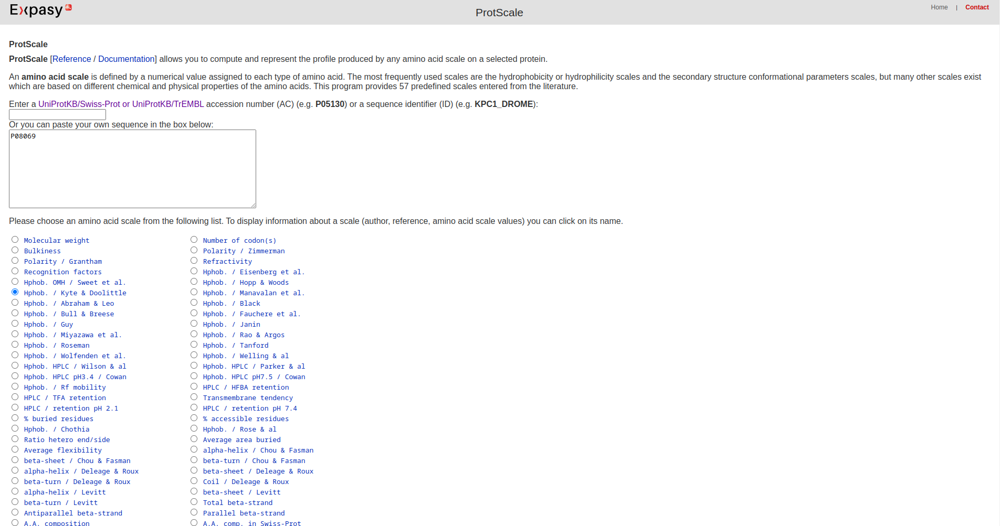 Expasy
ProtScale
Home | Contact
ProtScale
ProtScale [Reference / Documentation] allows you to compute and represent the profile produced by any amino acid scale on a selected protein.
An amino acid scale is defined by a numerical value assigned to each type of amino acid. The most frequently used scales are the hydrophobicity or hydrophilicity scales and the secondary structure conformational parameters scales, but many other scales exist
which are based on different chemical and physical properties of the amino acids. This program provides 57 predefined scales entered from the literature.
Enter a UniProtKB/Swiss-Prot or UniProtKB/TrEMBL accession number (AC) (e.g. P05130) or a sequence identifier (ID) (e.g. KPC1_DROME):
Or you can paste your own sequence in the box below:
P08069
Please choose an amino acid scale from the following list. To display information about a scale (author, reference, amino acid scale values) you can click on its name.
Molecular weight Number of codon(s)
Bulkiness Polarity / Zimmerman
Polarity / Grantham Refractivity
Recognition factors Hphob. / Eisenberg et al.
Hphob. OMH / Sweet et al. Hphob. / Hopp & Woods
Hphob. / Kyte & Doolittle Hphob. / Manavalan et al.
Hphob. / Abraham & Leo Hphob. / Black
Hphob. / Bull & Breese Hphob. / Fauchere et al.
Hphob. / Guy Hphob. / Janin
Hphob. / Miyazawa et al. Hphob. / Rao & Argos
Hphob. / Roseman Hphob. / Tanford
Hphob. / Wolfenden et al. Hphob. / Welling & al
Hphob. HPLC / Wilson & al Hphob. HPLC / Parker & al
Hphob. HPLC pH3.4 / Cowan Hphob. HPLC pH7.5 / Cowan
Hphob. / Rf mobility HPLC / HFBA retention
HPLC / TFA retention Transmembrane tendency
HPLC / retention pH 2.1 HPLC / retention pH 7.4
% buried residues % accessible residues
Hphob. / Chothia Hphob. / Rose & al
Ratio hetero end/side Average area buried
Average flexibility alpha-helix / Chou & Fasman
beta-sheet / Chou & Fasman beta-turn / Chou & Fasman
alpha-helix / Deleage & Roux beta-sheet / Deleage & Roux
beta-turn / Deleage & Roux Coil / Deleage & Roux
alpha-helix / Levitt beta-sheet / Levitt
beta-turn / Levitt Total beta-strand
Antiparallel beta-strand Parallel beta-strand
A.A. composition A.A. comp. in Swiss-Prot